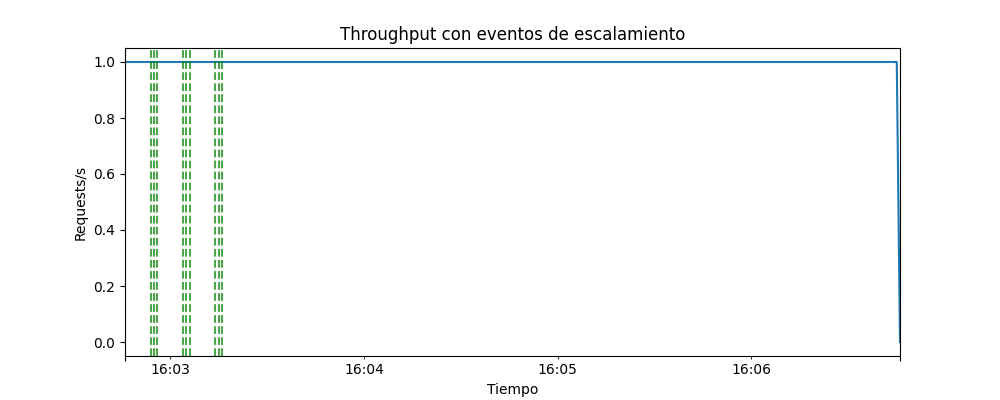 Throughput con eventos de escalamiento
Requests/s
1.0
0.8
0.6
0.4
0.2
0.0
16:03 16:04 16:05 16:06
Tiempo